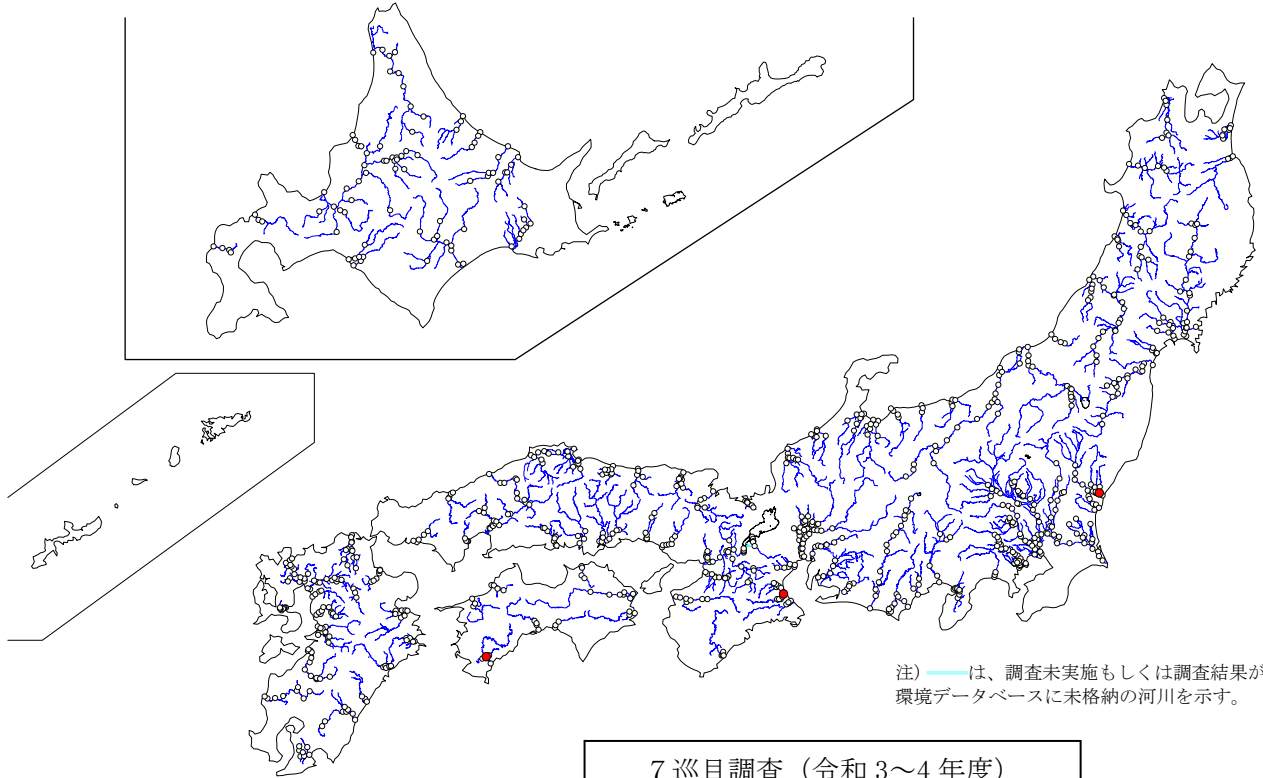 注) ━━は、調査未実施もしくは調査結果が
環境データベースに未格納の河川を示す。
7 巡目調査（令和 3～4 年度）